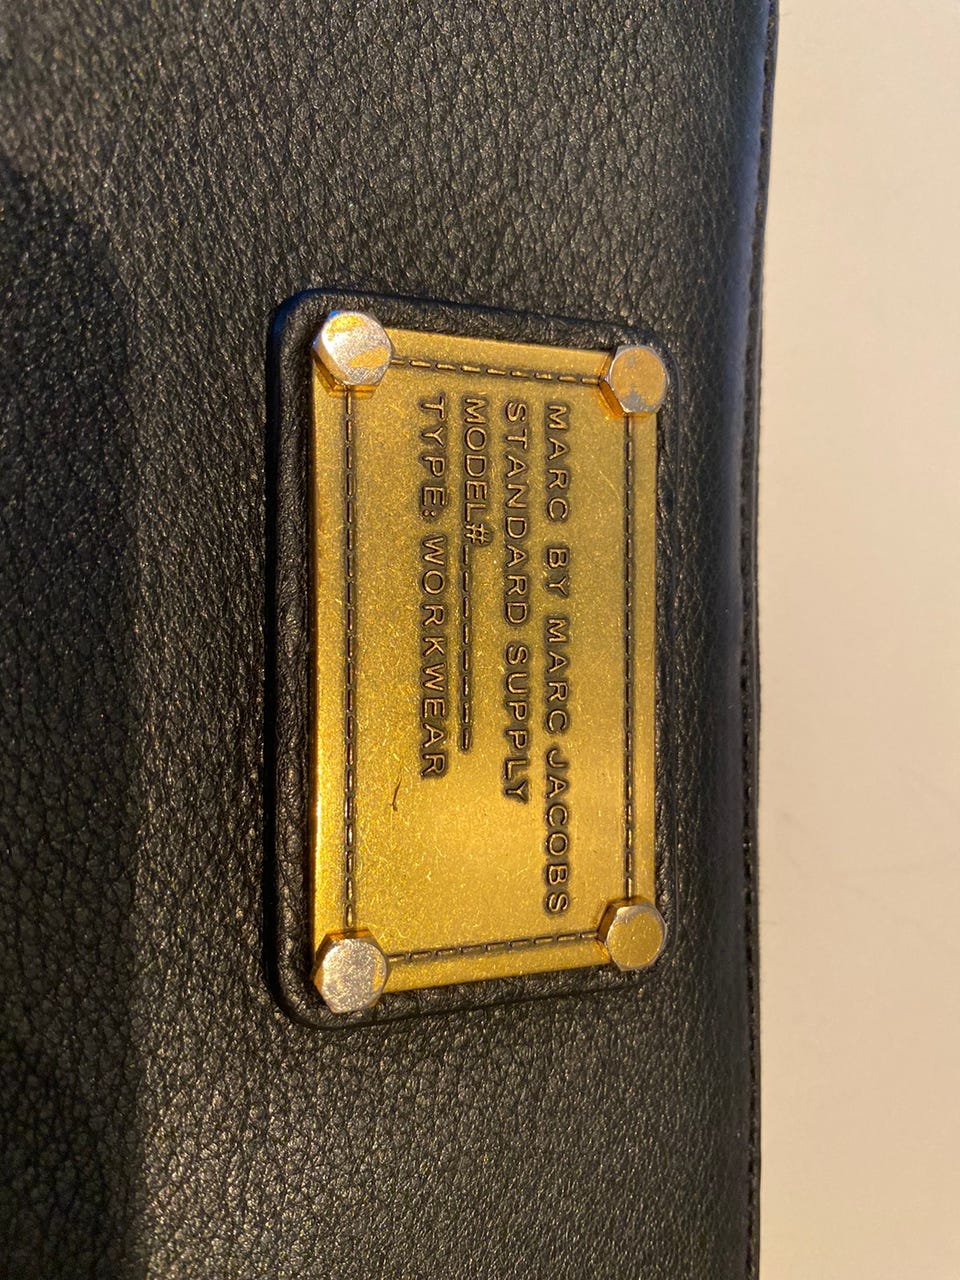 MARC BY MARC JACOBS
STANDARD SUPPLY
MODEL#_______
TYPE: WORKWEAR